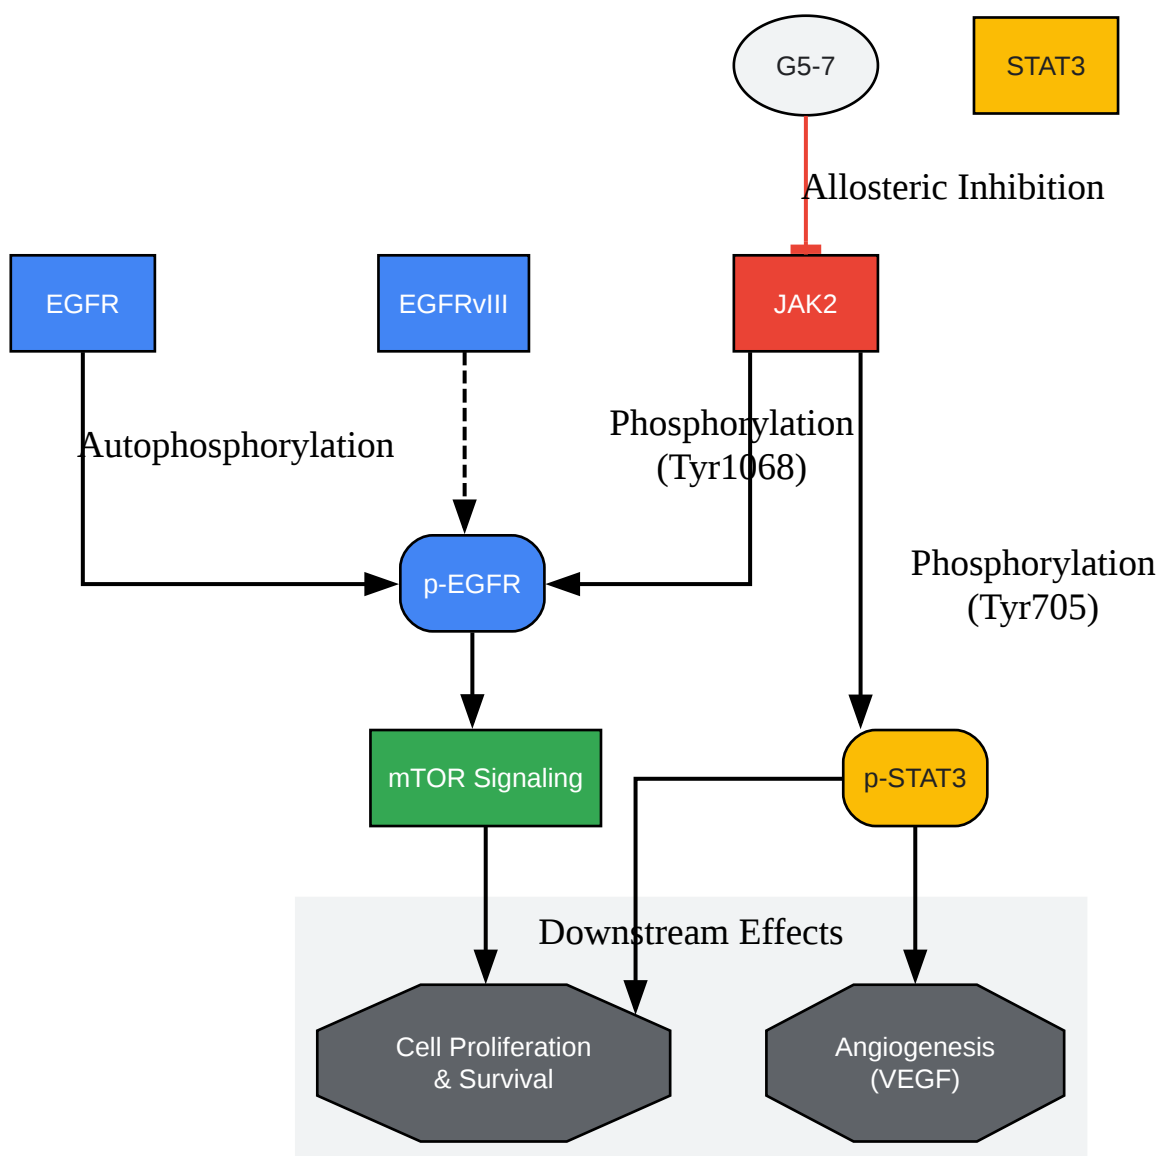 G5-7
STAT3
Allosteric Inhibition
EGFR
EGFRvIII
JAK2
Autophosphorylation
Phosphorylation
(Tyr1068)
Phosphorylation
(Tyr705)
p-EGFR
mTOR Signaling
p-STAT3
Downstream Effects
Cell Proliferation
& Survival
Angiogenesis
(VEGF)